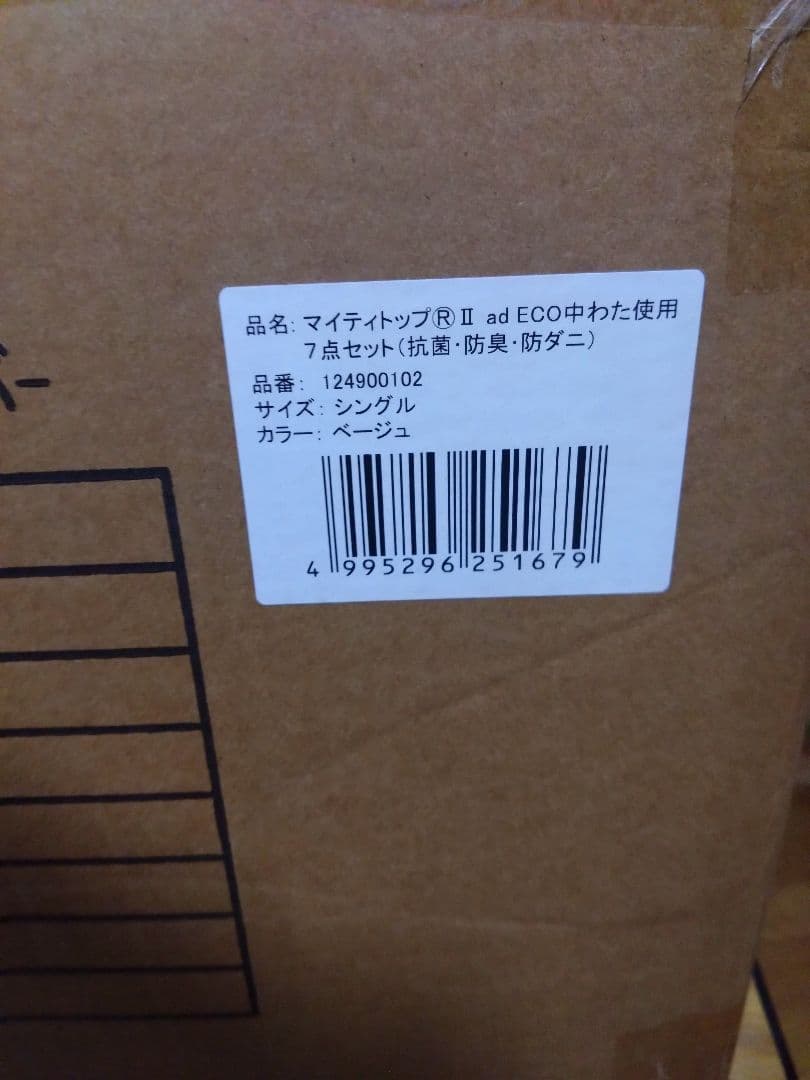 品名: マイティトップⓇⅡ ad ECO中わた使用
7点セット(抗菌・防臭・防ダニ)
品番: 124900102
サイズ: シングル
カラー: ベージュ
4 995296 251679